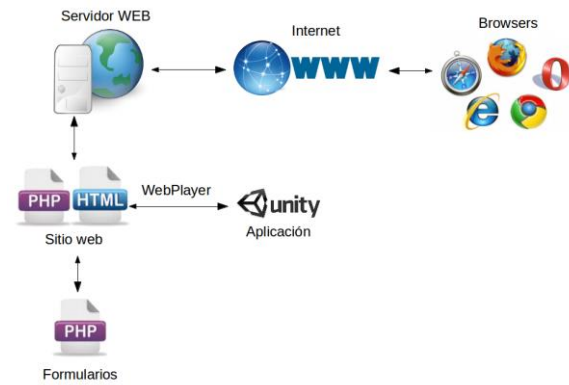 Servidor WEB
Internet
Browsers
WWW
PHP HTML
WebPlayer
unity
Sitio web
Aplicación
PHP
Formularios